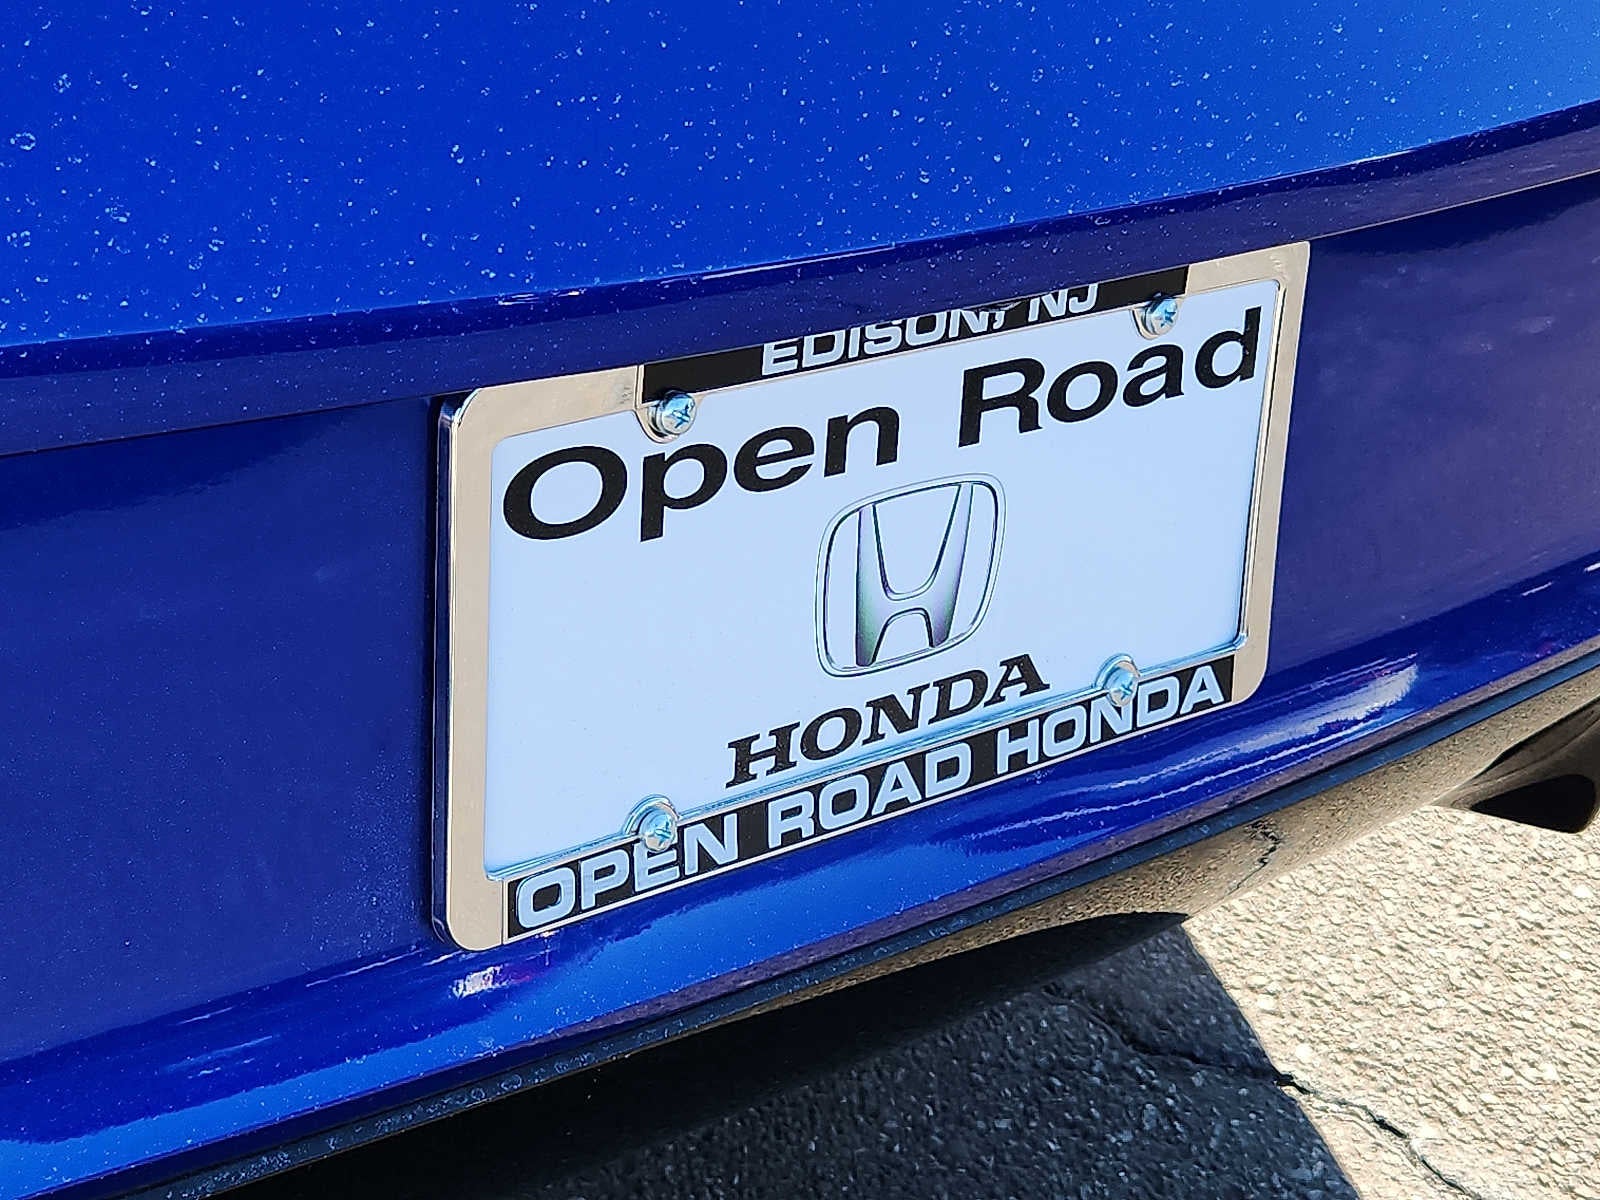 EDISON, NJ
Open Road
HONDA
OPEN ROAD HONDA